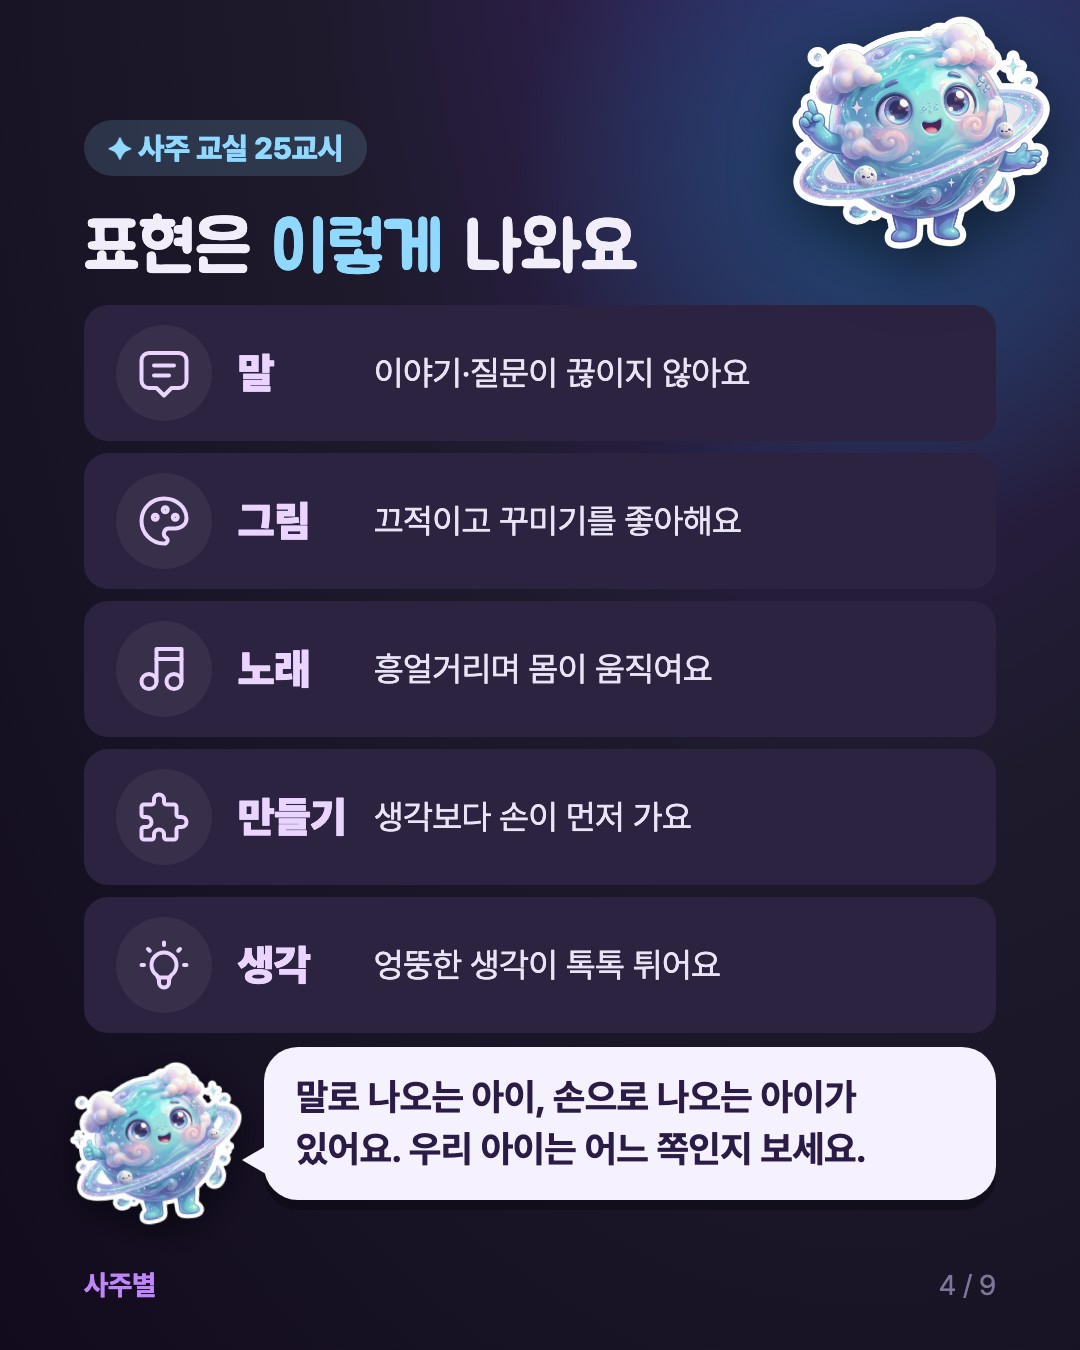 사주 교실 25교시
표현은 이렇게 나와요
말 이야기·질문이 끊이지 않아요
그림 끄적이고 꾸미기를 좋아해요
노래 흥얼거리며 몸이 움직여요
만들기 생각보다 손이 먼저 가요
생각 엉뚱한 생각이 톡톡 튀어요
말로 나오는 아이, 손으로 나오는 아이가
있어요. 우리 아이는 어느 쪽인지 보세요.
사주별
4 / 9